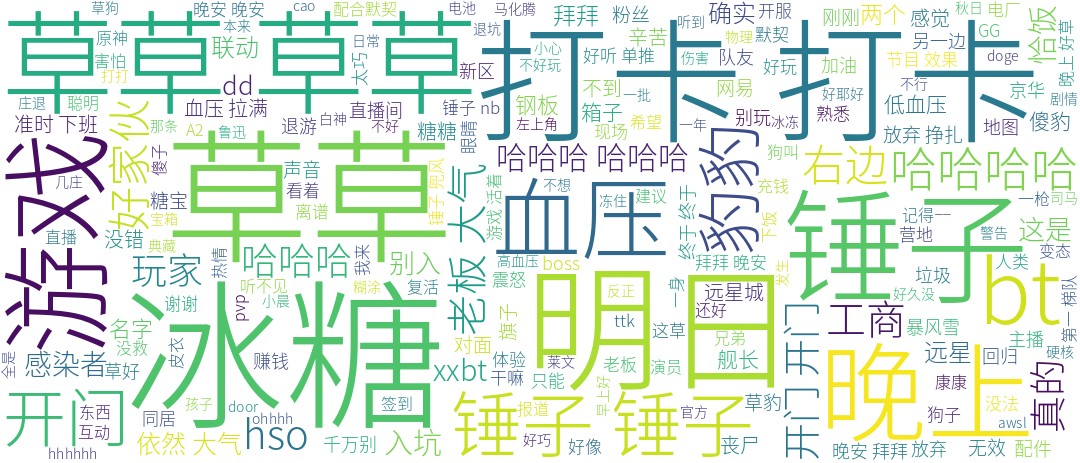 草狗
晚安 晚安
cao
配合默契
电池
马化腾
拜拜
粉丝
确实
开服
刚刚
两个
感觉
秋日
电厂
草草草草
打卡打卡
原神
本来
联动
日常
退坑
听到
辛苦
物理
默契
另一边
GG
恰饭
害怕
太巧
小心
好听
单推
伤害
队友
好玩
加油
节目 效果
doge
晚上 好草
打打
dd
新区
不好玩
不到
网易
不行
好耶好
剧情
庄退
聪明
血压 拉满
锤子
nb
钢板
箱子
一批
低血压
京华
准时 下班
那条
A2
鲁迅
直播间
退游
白神
不好
糖糖
眼睛
左上角
现场
希望
一年
别玩
冰冻
熟悉
放弃 挣扎
地图
傻豹
好家伙
傻子
草草
声音
哈哈哈 哈哈哈
豹豹
狗叫
右边
哈哈哈哈
游戏
几庄
糖宝
宝箱
看着
离谱
锤子 兜风
大气
游戏 活着
血压
不想
冻住
建议
充钱
终于 终于
下饭
锤子
记得一
一枪
司马
直播
没错
典藏
热情
哈哈哈
我来
别入
高血压
营地
警告
这是
玩家
听不见
糊涂
复活
老板
震怒
boss
拜拜 晚安
发生
垃圾
人类
变态
冰糖
明日
谢谢
小晨
pvp
旗子
反正
一身
远星城
bt
好久没
第一 梯队
名字
没救
皮衣
对面
ttk
还好
这草
兄弟
开门 开门
工商
暴风雪
主播
硬核
全是
感染者
草好
赚钱
xxbt
体验
干嘛
莱文
只能
老板
演员
舰长
晚上
远星
回归
康康
真的
开门
东西
互动
同居
孩子
door
签到
锤子
报道
早上好
锤子
官方
草豹
狗子
没法
awsl
hhhhhh
依然 大气
hso
ohhhh
千万别
入坑
好巧
好像
丧尸
晚安 拜拜
放弃
无效
配件